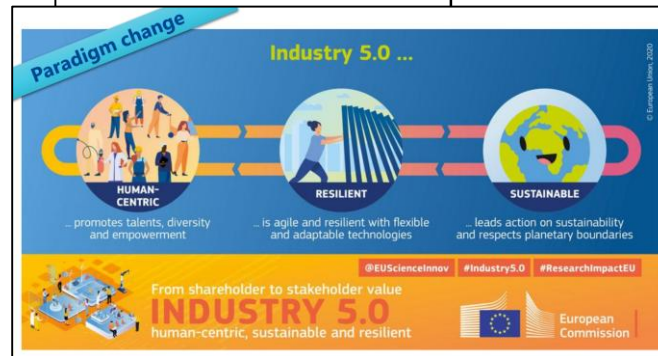 Paradigm change
Industry 5.0 ...
© European Union, 2020
HUMAN-
CENTRIC
... promotes talents, diversity
and empowerment
RESILIENT
... is agile and resilient with flexible
and adaptable technologies
SUSTAINABLE
... leads action on sustainability
and respects planetary boundaries
@EUScienceInnov #Industry5.0 #ResearchImpactEU
From shareholder to stakeholder value
INDUSTRY 5.0
human-centric, sustainable and resilient
European
Commission